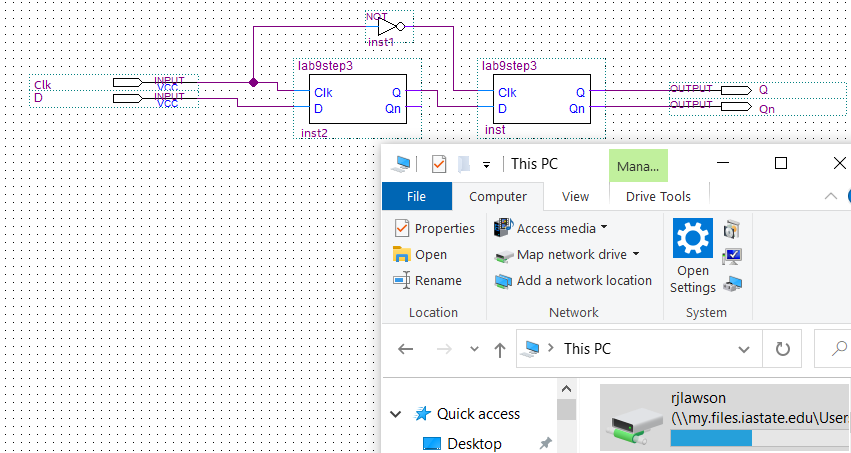 NOT
inst1
lab9step3
lab9step3
Clk
INPUT
VCC
D
INPUT
VCC
Clk Q
D Qn
inst2
Clk Q
D Qn
inst
OUTPUT Q
OUTPUT Qn
This PC
Mana...
File
Computer
View
Drive Tools
Properties
Open
Rename
Location
Access media
Map network drive
Add a network location
Network
Open
Settings
System
This PC
Quick access
Desktop
rjlawson
(\\my.files.iastate.edu\User